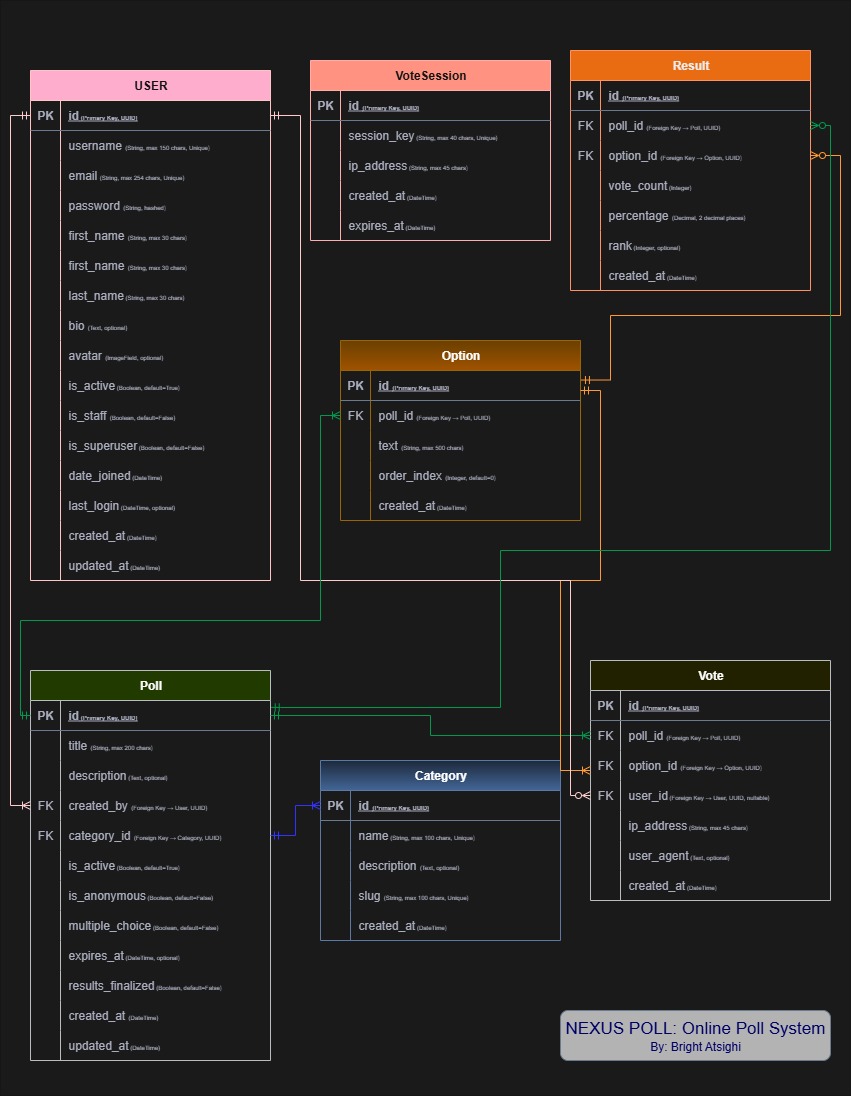 USER
PK id (Primary Key, UUID)
username (String, max 150 chars, Unique)
email (String, max 254 chars, Unique)
password (String, hashed)
first_name (String, max 30 chars)
first_name (String, max 30 chars)
last_name (String, max 30 chars)
bio (Text, optional)
avatar (ImageField, optional)
is_active (Boolean, default=True)
is_staff (Boolean, default=False)
is_superuser (Boolean, default=False)
date_joined (DateTime)
last_login (DateTime, optional)
created_at (DateTime)
updated_at (DateTime)
VoteSession
PK id (Primary Key, UUID)
session_key (String, max 40 chars, Unique)
ip_address (String, max 45 chars)
created_at (DateTime)
expires_at (DateTime)
Result
PK id (Primary Key, UUID)
FK poll_id (Foreign Key → Poll, UUID)
FK option_id (Foreign Key → Option, UUID)
vote_count (Integer)
percentage (Decimal, 2 decimal places)
rank (Integer, optional)
created_at (DateTime)
Option
PK id (Primary Key, UUID)
FK poll_id (Foreign Key → Poll, UUID)
text (String, max 500 chars)
order_index (Integer, default=0)
created_at (DateTime)
Poll
PK id (Primary Key, UUID)
title (String, max 200 chars)
description (Text, optional)
FK created_by (Foreign Key → User, UUID)
FK category_id (Foreign Key → Category, UUID)
is_active (Boolean, default=True)
is_anonymous (Boolean, default=False)
multiple_choice (Boolean, default=False)
expires_at (DateTime, optional)
results_finalized (Boolean, default=False)
created_at (DateTime)
updated_at (DateTime)
Category
PK id (Primary Key, UUID)
name (String, max 100 chars, Unique)
description (Text, optional)
slug (String, max 100 chars, Unique)
created_at (DateTime)
Vote
PK id (Primary Key, UUID)
FK poll_id (Foreign Key → Poll, UUID)
FK option_id (Foreign Key → Option, UUID)
FK user_id (Foreign Key → User, UUID, nullable)
ip_address (String, max 45 chars)
user_agent (Text, optional)
created_at (DateTime)
NEXUS POLL: Online Poll System
By: Bright Atsighi